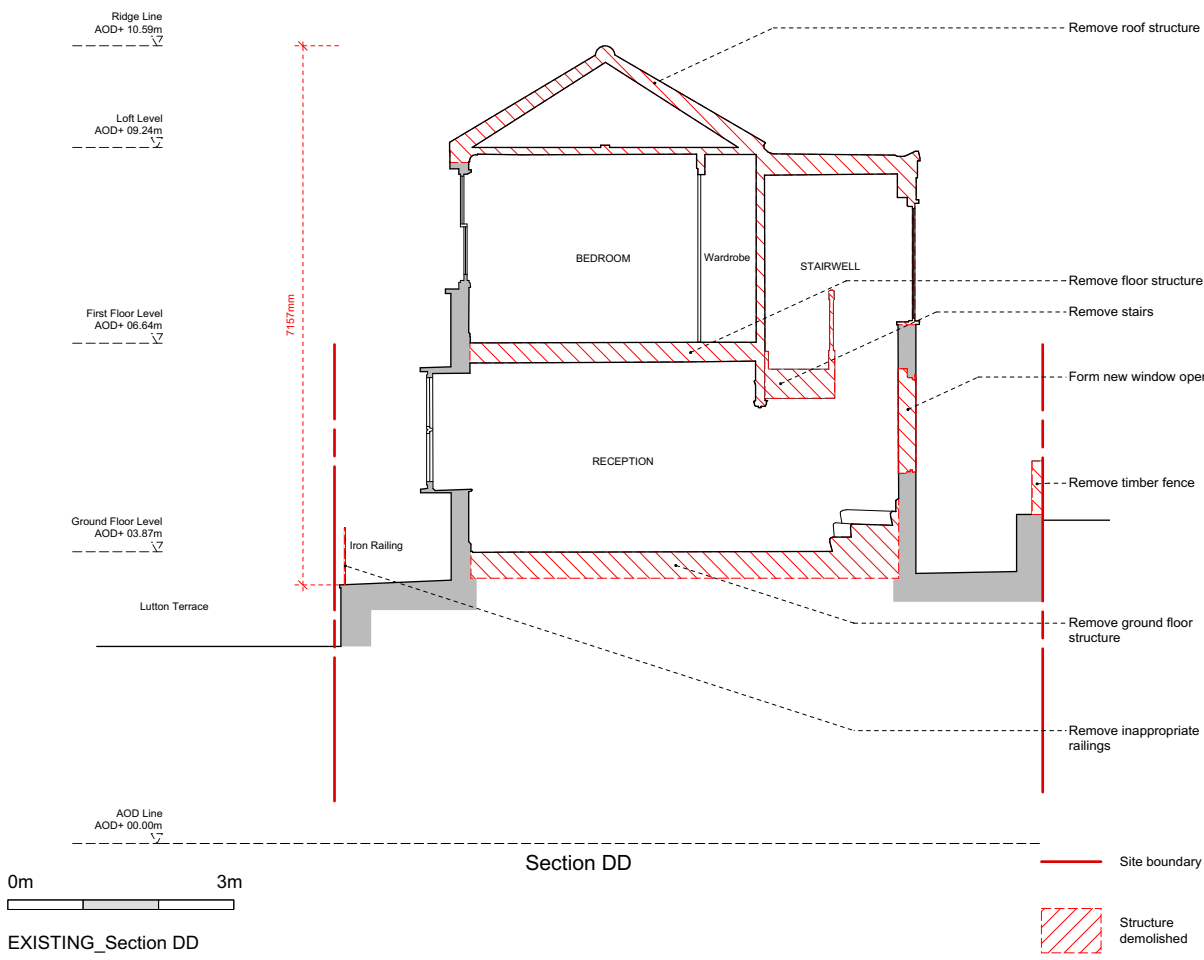 Ridge Line
AOD+ 10.59m
Remove roof structure
Loft Level
AOD+ 09.24m
BEDROOM
Wardrobe
STAIRWELL
Remove floor structure
First Floor Level
AOD+ 06.64m
7157mm
Remove stairs
Form new window oper
RECEPTION
Remove timber fence
Ground Floor Level
AOD+ 03.87m
Iron Railing
Lutton Terrace
Remove ground floor
structure
Remove inappropriate
railings
AOD Line
AOD+ 00.00m
Section DD
Site boundary
0m
3m
Structure
demolished
EXISTING_Section DD